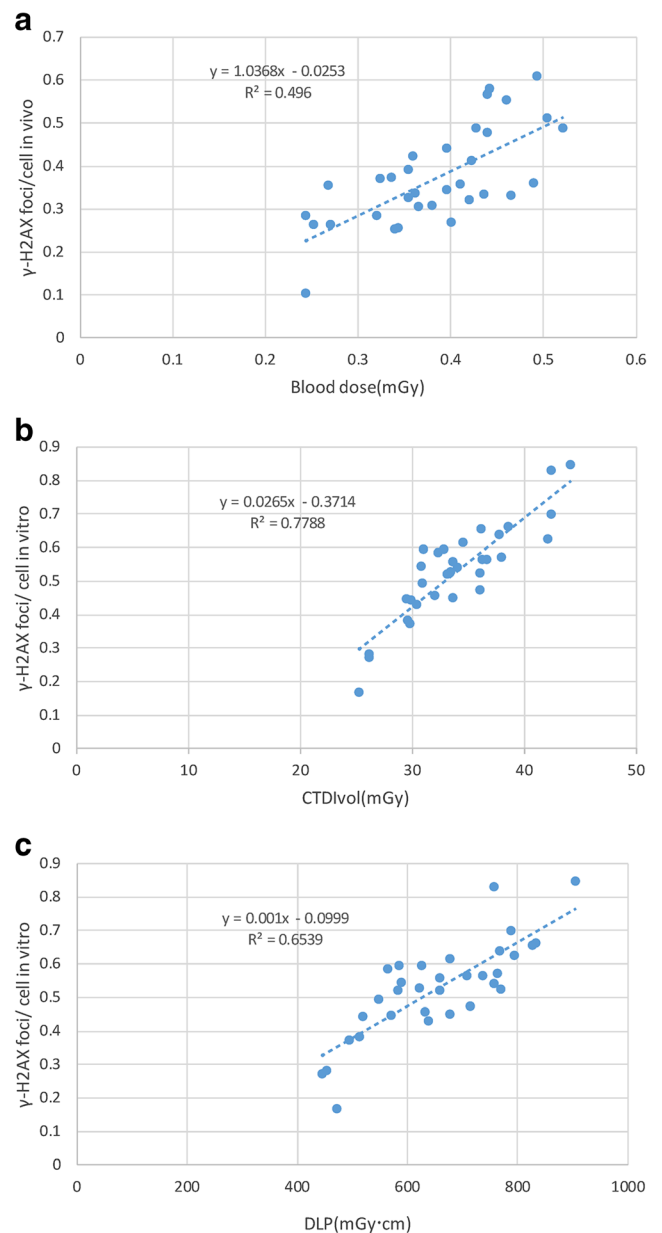 a
y = 1.0368x - 0.0253
R² = 0.496
γ-H2AX foci/cell in vivo
0.7
0.6
0.5
0.4
0.3
0.2
0.1
0
0 0.1 0.2 0.3 0.4 0.5 0.6
Blood dose(mGy)
b
y = 0.0265x - 0.3714
R² = 0.7788
γ-H2AX foci/ cell in vitro
0.9
0.8
0.7
0.6
0.5
0.4
0.3
0.2
0.1
0
0 10 20 30 40 50
CTDIvol(mGy)
c
y = 0.001x - 0.0999
R² = 0.6539
γ-H2AX foci/ cell in vitro
0.9
0.8
0.7
0.6
0.5
0.4
0.3
0.2
0.1
0
0 200 400 600 800 1000
DLP(mGy·cm)